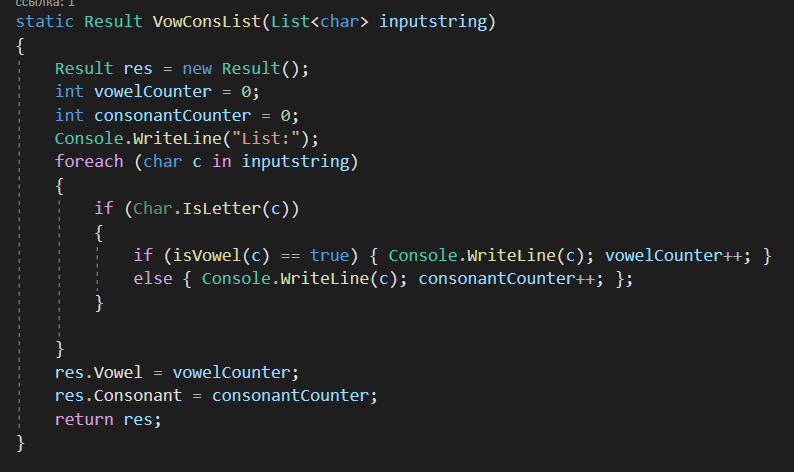 ссылка: 1
static Result VowConsList(List<char> inputstring)
{
    Result res = new Result();
    int vowelCounter = 0;
    int consonantCounter = 0;
    Console.WriteLine("List:");
    foreach (char c in inputstring)
    {
        if (Char.IsLetter(c))
        {
            if (isVowel(c) == true) { Console.WriteLine(c); vowelCounter++; }
            else { Console.WriteLine(c); consonantCounter++; };
        }
    }
    res.Vowel = vowelCounter;
    res.Consonant = consonantCounter;
    return res;
}